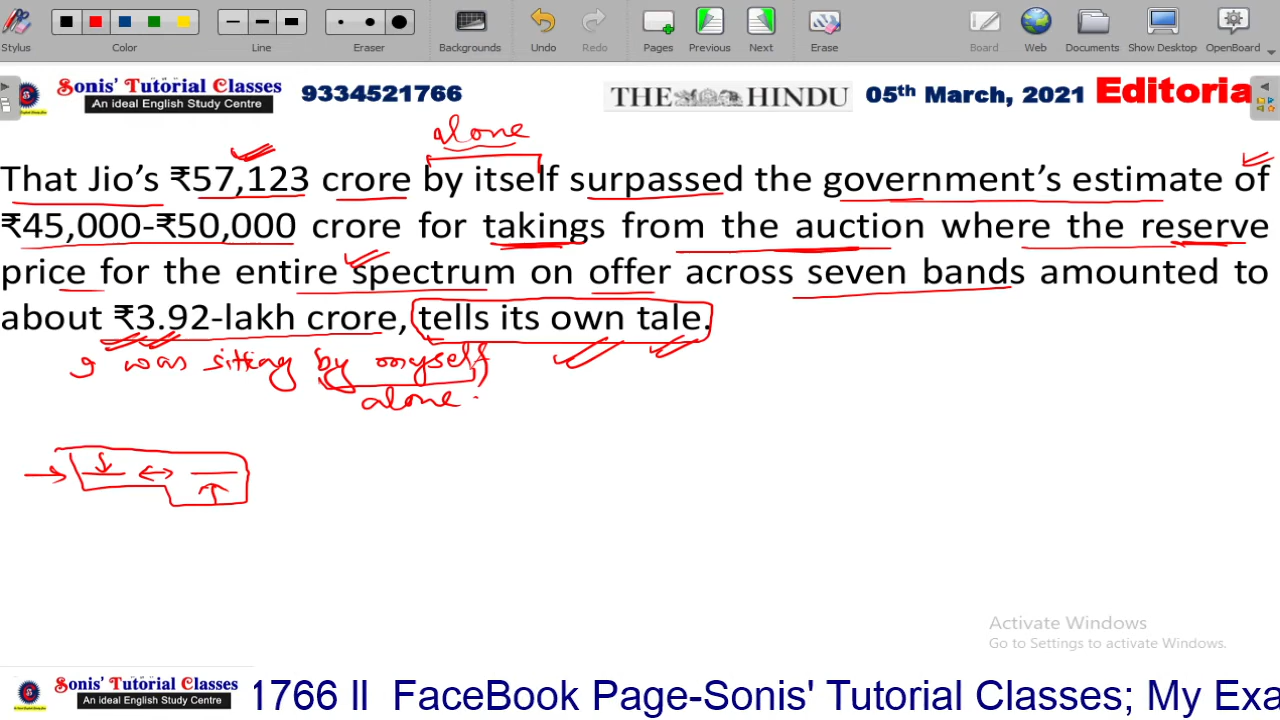 Stylus
Color
Line
Eraser
Backgrounds
Undo
Redo
Pages
Previous
Next
Erase
Board
Web
Documents
Show Desktop
OpenBoard
Sonis' Tutorial Classes
An ideal English Study Centre
9334521766
THE HINDU
05th March, 2021
Editoria
alone
That Jio's ₹57,123 crore by itself surpassed the government's estimate of
₹45,000-₹50,000 crore for takings from the auction where the reserve
price for the entire spectrum on offer across seven bands amounted to
about ₹3.92-lakh crore, tells its own tale.
I was sitting by myself
alone.
Activate Windows
Go to Settings to activate Windows.
Sonis' Tutorial Classes
An ideal English Study Centre
1766 ll FaceBook Page-Sonis' Tutorial Classes; My Exa